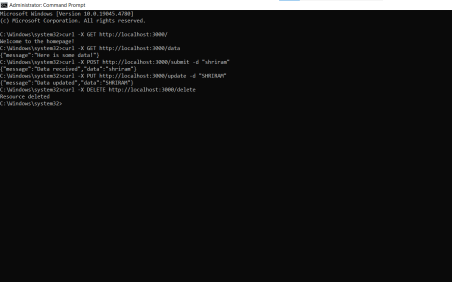 Administrator: Command Prompt
Microsoft Windows [Version 10.0.19045.4780]
(c) Microsoft Corporation. All rights reserved.
C:\Windows\system32>curl -X GET http://localhost:3000/
Welcome to the homepage!
C:\Windows\system32>curl -X GET http://localhost:3000/data
{"message":"Here is some data!"}
C:\Windows\system32>curl -X POST http://localhost:3000/submit -d "shriram"
{"message":"Data received","data":"shriram"}
C:\Windows\system32>curl -X PUT http://localhost:3000/update -d "SHRIRAM"
{"message":"Data updated","data":"SHRIRAM"}
C:\Windows\system32>curl -X DELETE http://localhost:3000/delete
Resource deleted
C:\Windows\system32>